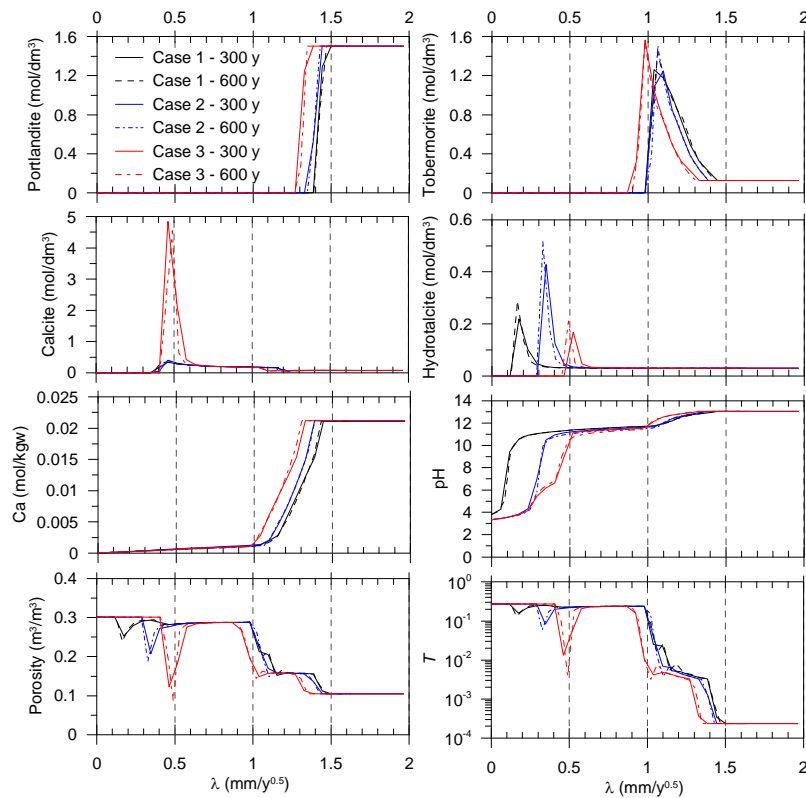 Portlandite (mol/dm³)
1.6
1.2
0.8
0.4
0
Case 1 - 300 y
Case 1 - 600 y
Case 2 - 300 y
Case 2 - 600 y
Case 3 - 300 y
Case 3 - 600 y
0 0.5 1 1.5 2
Tobermorite (mol/dm³)
1.6
1.2
0.8
0.4
0
0 0.5 1 1.5 2
Calcite (mol/dm³)
5
4
3
2
1
0
Hydrotalcite (mol/dm³)
0.6
0.4
0.2
0
Ca (mol/kgw)
0.025
0.02
0.015
0.01
0.005
0
pH
14
12
10
8
6
4
2
0
Porosity (m³/m³)
0.4
0.3
0.2
0.1
0
0 0.5 1 1.5 2
λ (mm/y⁰·⁵)
T
10⁰
10⁻¹
10⁻²
10⁻³
10⁻⁴
0 0.5 1 1.5 2
λ (mm/y⁰·⁵)